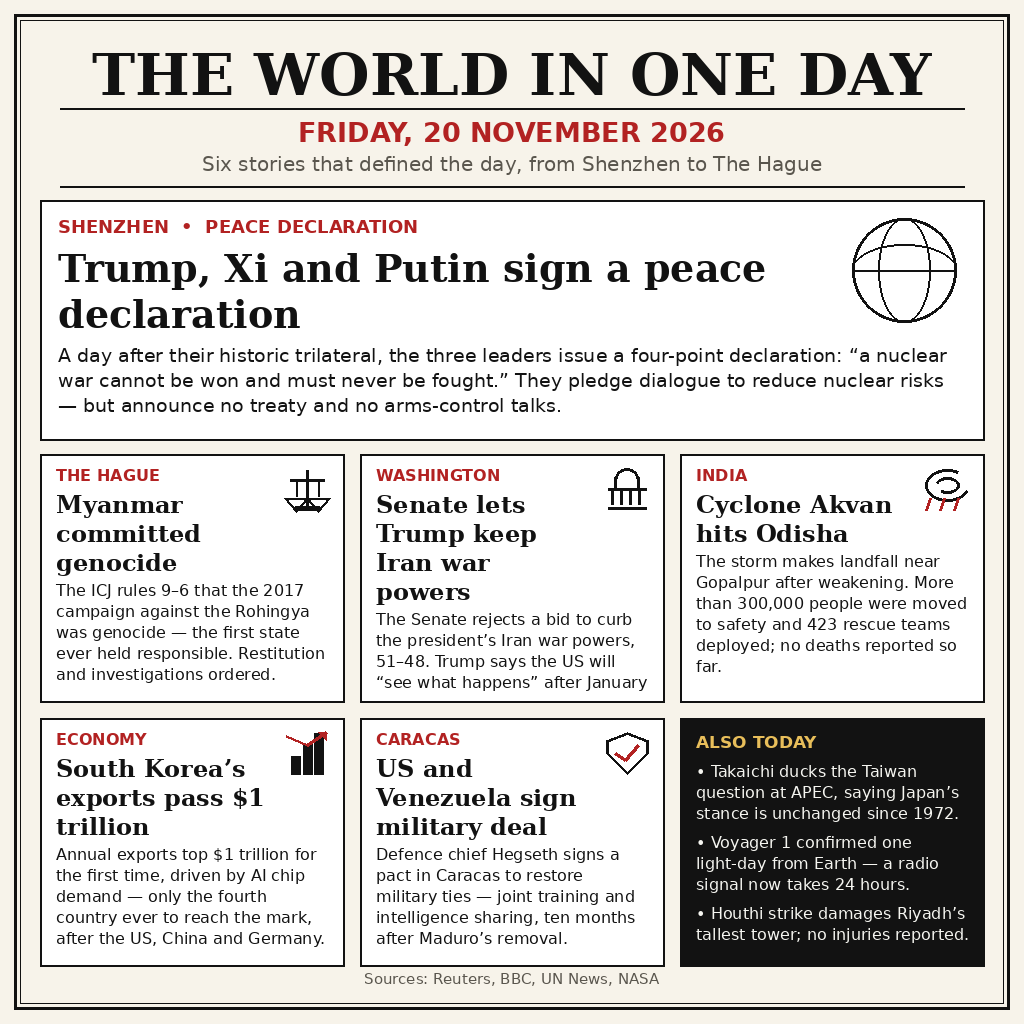 THE WORLD IN ONE DAY
FRIDAY, 20 NOVEMBER 2026
Six stories that defined the day, from Shenzhen to The Hague
SHENZHEN • PEACE DECLARATION
Trump, Xi and Putin sign a peace
declaration
A day after their historic trilateral, the three leaders issue a four-point declaration: “a nuclear
war cannot be won and must never be fought.” They pledge dialogue to reduce nuclear risks
— but announce no treaty and no arms-control talks.
THE HAGUE
Myanmar
committed
genocide
The ICJ rules 9–6 that the 2017
campaign against the Rohingya
was genocide — the first state
ever held responsible. Restitution
and investigations ordered.
WASHINGTON
Senate lets
Trump keep
Iran war
powers
The Senate rejects a bid to curb
the president’s Iran war powers,
51–48. Trump says the US will
“see what happens” after January
INDIA
Cyclone Akvan
hits Odisha
The storm makes landfall near
Gopalpur after weakening. More
than 300,000 people were moved
to safety and 423 rescue teams
deployed; no deaths reported so
far.
ECONOMY
South Korea’s
exports pass $1
trillion
Annual exports top $1 trillion for
the first time, driven by AI chip
demand — only the fourth
country ever to reach the mark,
after the US, China and Germany.
CARACAS
US and
Venezuela sign
military deal
Defence chief Hegseth signs a
pact in Caracas to restore
military ties — joint training and
intelligence sharing, ten months
after Maduro’s removal.
ALSO TODAY
• Takaichi ducks the Taiwan
question at APEC, saying Japan’s
stance is unchanged since 1972.
• Voyager 1 confirmed one
light-day from Earth — a radio
signal now takes 24 hours.
• Houthi strike damages Riyadh’s
tallest tower; no injuries reported.
Sources: Reuters, BBC, UN News, NASA